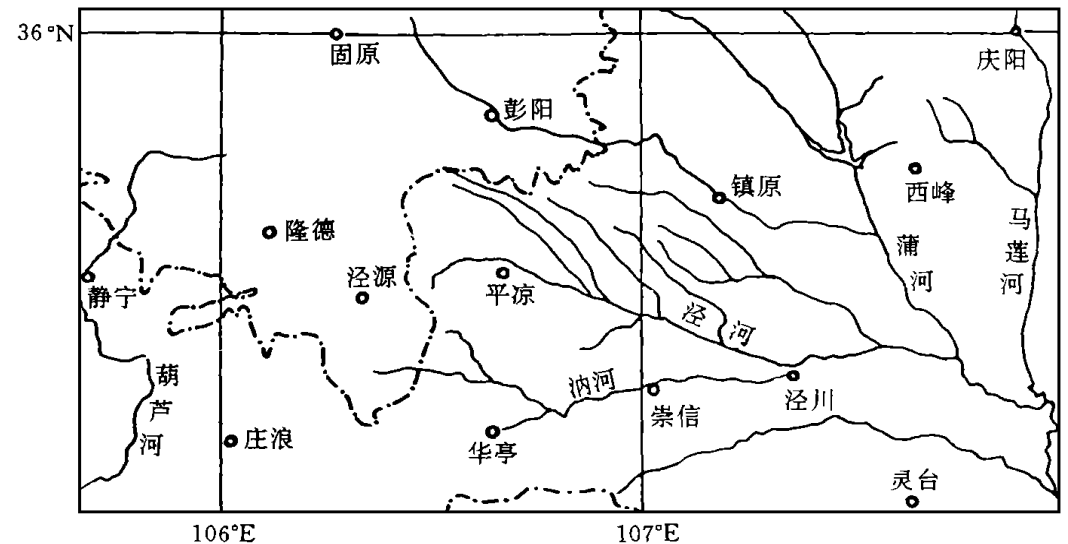 36°N
固原
庆阳
彭阳
镇原
西峰
隆德
蒲河
马莲河
泾源
静宁
平凉
泾河
汭河
葫芦河
崇信
泾川
庄浪
华亭
灵台
106°E
107°E